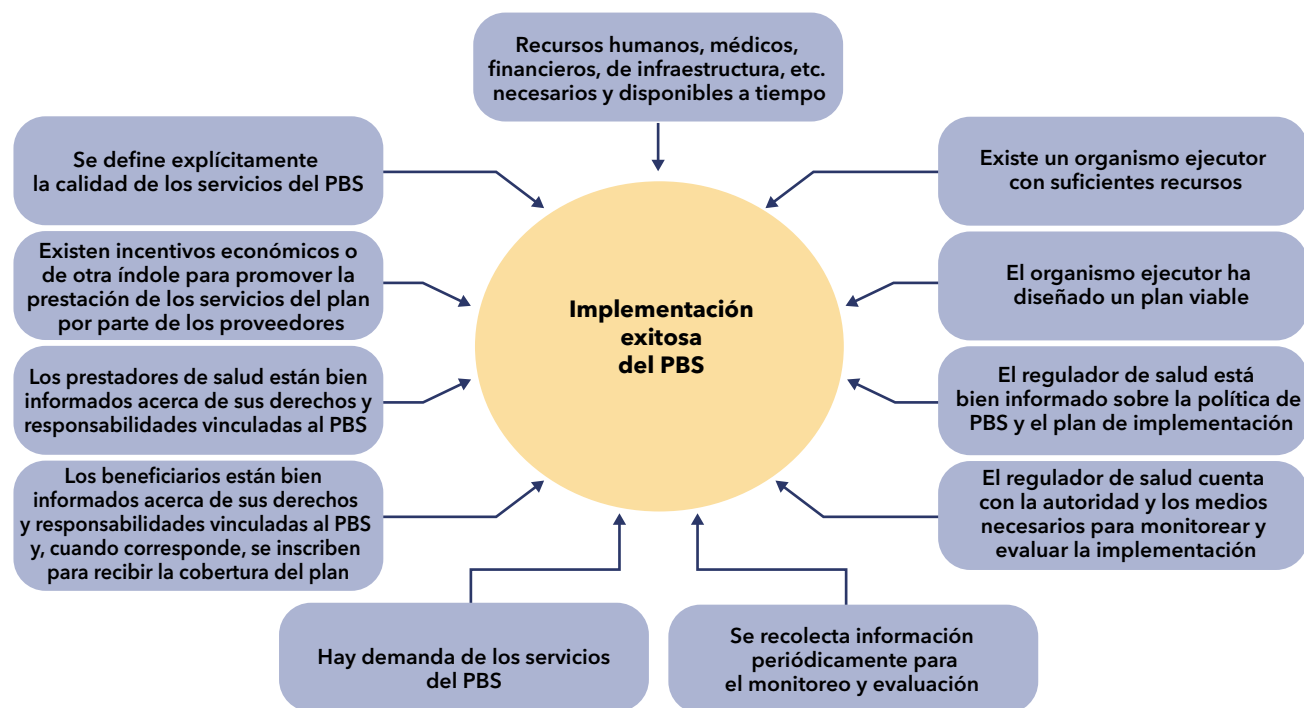 Recursos humanos, médicos,
financieros, de infraestructura, etc.
necesarios y disponibles a tiempo
Se define explícitamente
la calidad de los servicios del PBS
Existe un organismo ejecutor
con suficientes recursos
Existen incentivos económicos o
de otra índole para promover la
prestación de los servicios del plan
por parte de los proveedores
El organismo ejecutor ha
diseñado un plan viable
Implementación
exitosa
del PBS
Los prestadores de salud están bien
informados acerca de sus derechos y
responsabilidades vinculadas al PBS
El regulador de salud está
bien informado sobre la política de
PBS y el plan de implementación
Los beneficiarios están bien
informados acerca de sus derechos
y responsabilidades vinculadas al PBS
y, cuando corresponde, se inscriben
para recibir la cobertura del plan
El regulador de salud cuenta
con la autoridad y los medios
necesarios para monitorear y
evaluar la implementación
Hay demanda de los servicios
del PBS
Se recolecta información
periódicamente para
el monitoreo y evaluación